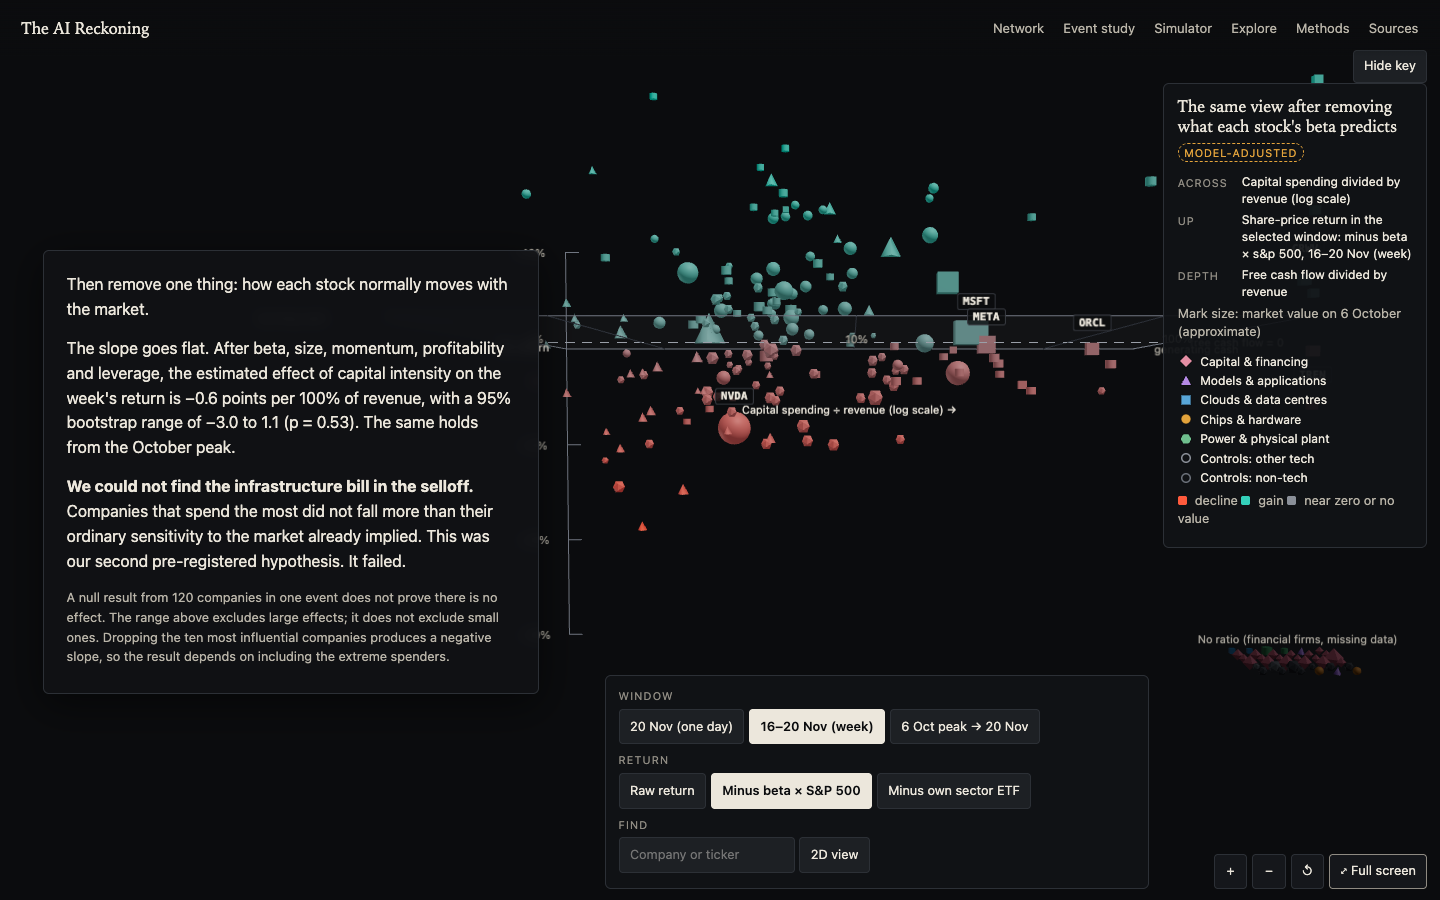 The AI Reckoning
Network
Event study
Simulator
Explore
Methods
Sources
Hide key
The same view after removing
what each stock's beta predicts
MODEL-ADJUSTED
ACROSS
Capital spending divided by
revenue (log scale)
UP
Share-price return in the
selected window: minus beta
× s&p 500, 16–20 Nov (week)
DEPTH
Free cash flow divided by
revenue
Mark size: market value on 6 October
(approximate)
Capital & financing
Models & applications
Clouds & data centres
Chips & hardware
Power & physical plant
Controls: other tech
Controls: non-tech
decline
gain
near zero or no
value
Then remove one thing: how each stock normally moves with
the market.
The slope goes flat. After beta, size, momentum, profitability
and leverage, the estimated effect of capital intensity on the
week's return is −0.6 points per 100% of revenue, with a 95%
bootstrap range of −3.0 to 1.1 (p = 0.53). The same holds
from the October peak.
We could not find the infrastructure bill in the selloff.
Companies that spend the most did not fall more than their
ordinary sensitivity to the market already implied. This was
our second pre-registered hypothesis. It failed.
A null result from 120 companies in one event does not prove there is no
effect. The range above excludes large effects; it does not exclude small
ones. Dropping the ten most influential companies produces a negative
slope, so the result depends on including the extreme spenders.
MSFT
META
ORCL
10%
NVDA
Capital spending ÷ revenue (log scale) →
No ratio (financial firms, missing data)
WINDOW
20 Nov (one day)
16–20 Nov (week)
6 Oct peak → 20 Nov
RETURN
Raw return
Minus beta × S&P 500
Minus own sector ETF
FIND
Company or ticker
2D view
+
−
↺
⤢ Full screen